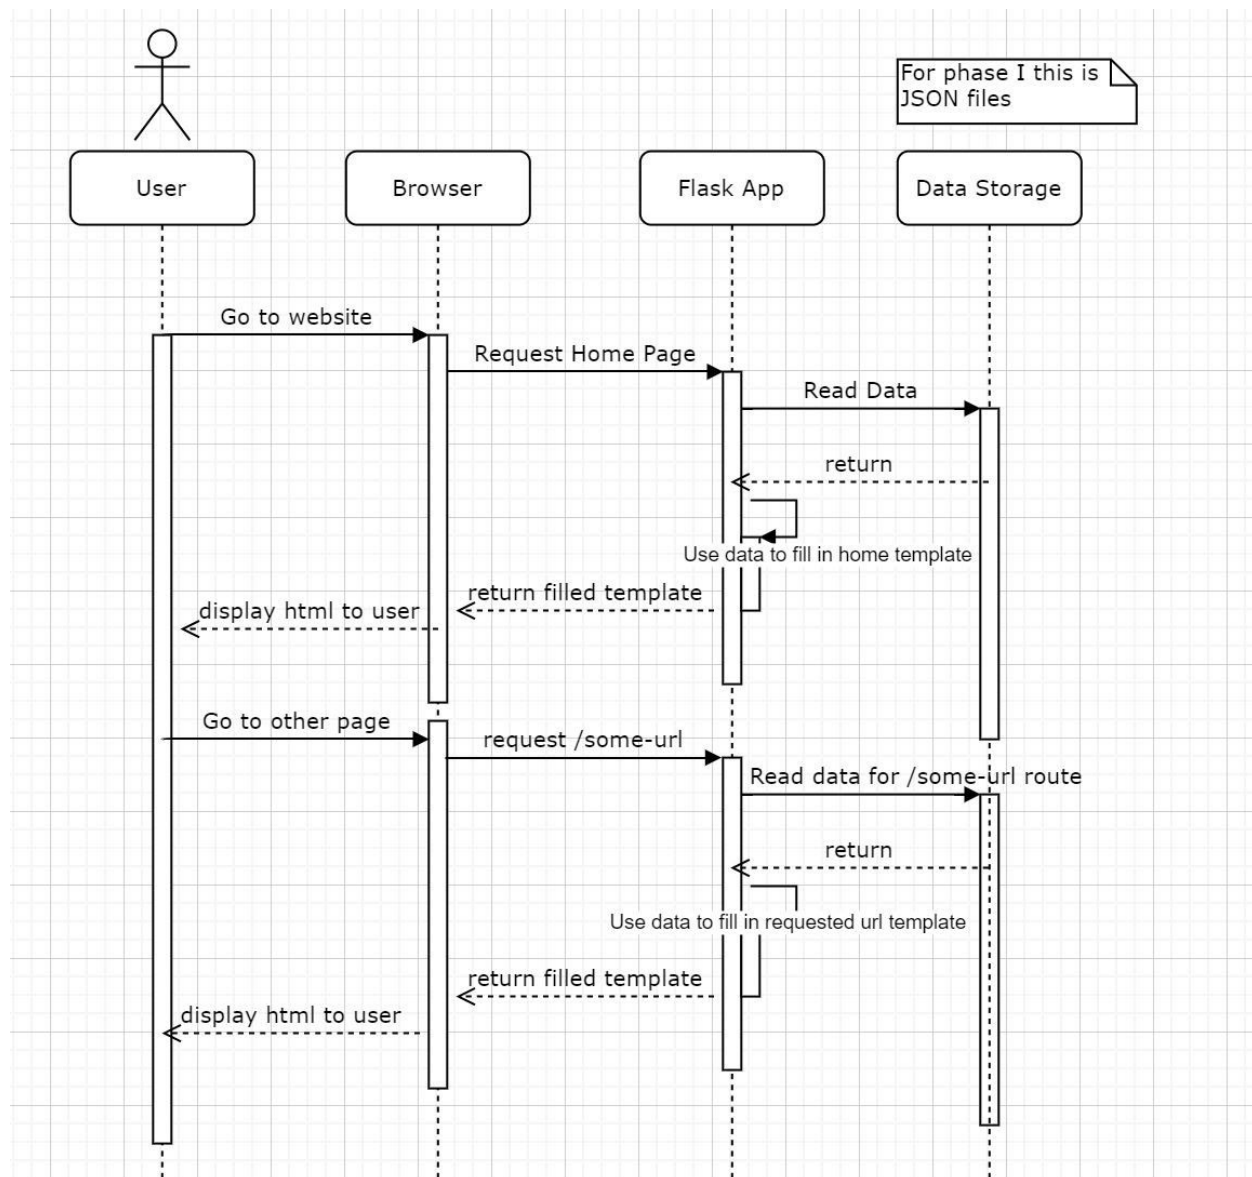 For phase I this is
JSON files
User
Browser
Flask App
Data Storage
Go to website
Request Home Page
Read Data
return
Use data to fill in home template
return filled template
display html to user
Go to other page
request /some-url
Read data for /some-url route
return
Use data to fill in requested url template
return filled template
display html to user